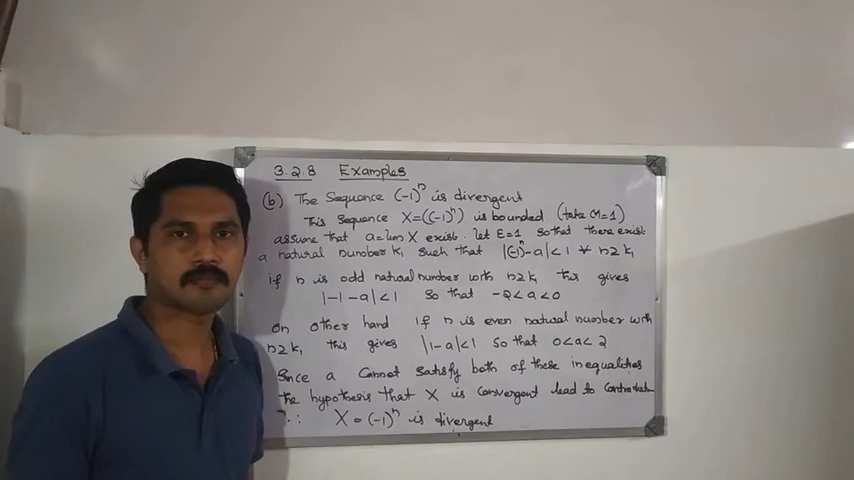 3.2.8 Examples
(b) The Sequance (-1)ⁿ is divergent
This sequence X=((-1)ⁿ) is bounded (take M=1)
assume that a=lim X exist. let ε=1 so that there exist
a natural number K₁ such that |(-1)ⁿ-a|<1 ∀ n≥k₁
if n is odd natural number with n≥k₁ this gives
|-1-a|<1 so that -2<a<0
on other hand if n is even natural number with
n≥k₁ this gives |1-a|<1 so that 0<a<2
Since a cannot satisfy both of these inequalities
the hypothesis that X is convergent lead to
∴ X=(-1)ⁿ is divergent